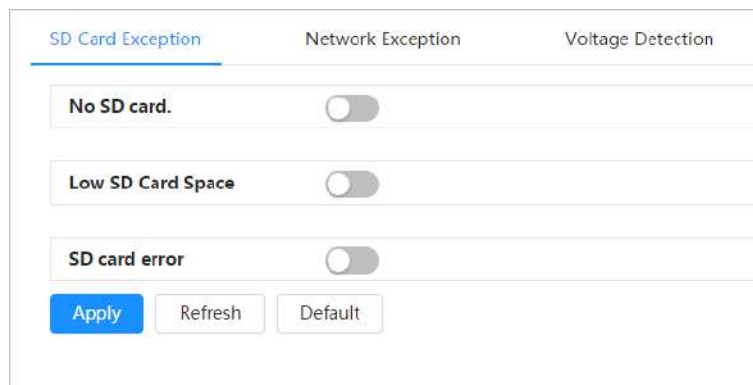 SD Card Exception Network Exception Voltage Detection
No SD card.
Low SD Card Space
SD card error
Apply Refresh Default